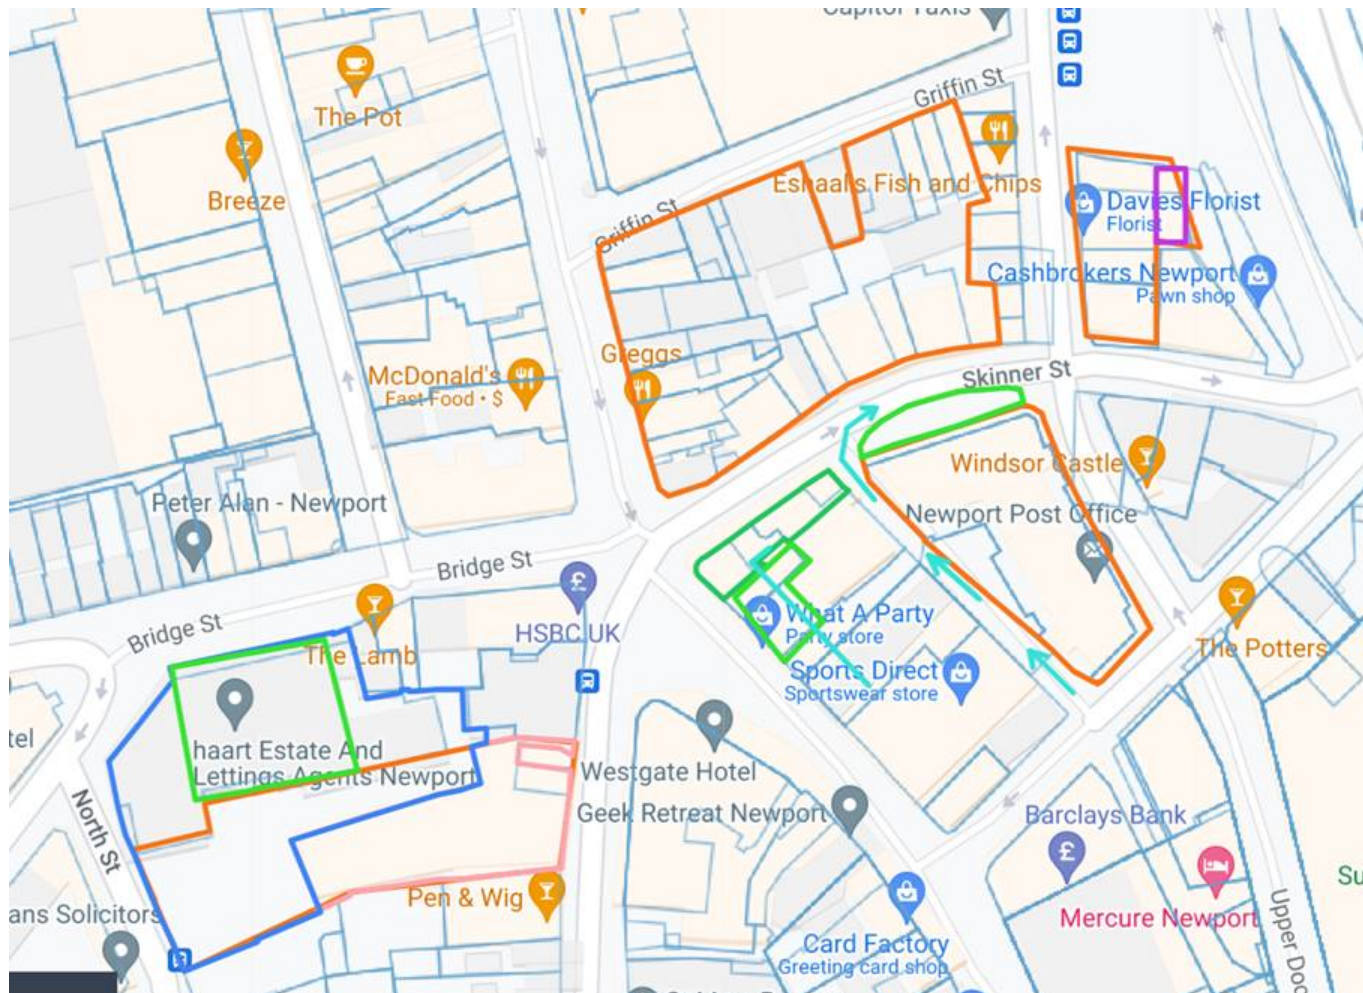 Capitol Taxis
Griffin St
The Pot
Eshaal's Fish and Chips
Breeze
Davies Florist
Florist
Griffin St
Cashbrokers Newport
Pawn shop
Greggs
McDonald's
Fast Food • $
Skinner St
Windsor Castle
Peter Alan - Newport
Newport Post Office
Bridge St
HSBC UK
What A Party
Party store
Bridge St
The Lamb
The Potters
Sports Direct
Sportswear store
tel
haart Estate And
Lettings Agents Newport
Westgate Hotel
North St
Geek Retreat Newport
Barclays Bank
Pen & Wig
Su
ans Solicitors
Mercure Newport
Upper Doc
Card Factory
Greeting card shop